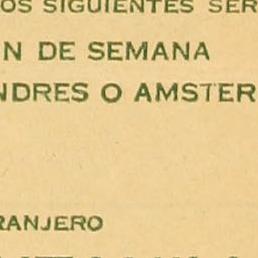 OS SIGUIENTES SER
N DE SEMANA
NDRES O AMSTER
RANJERO